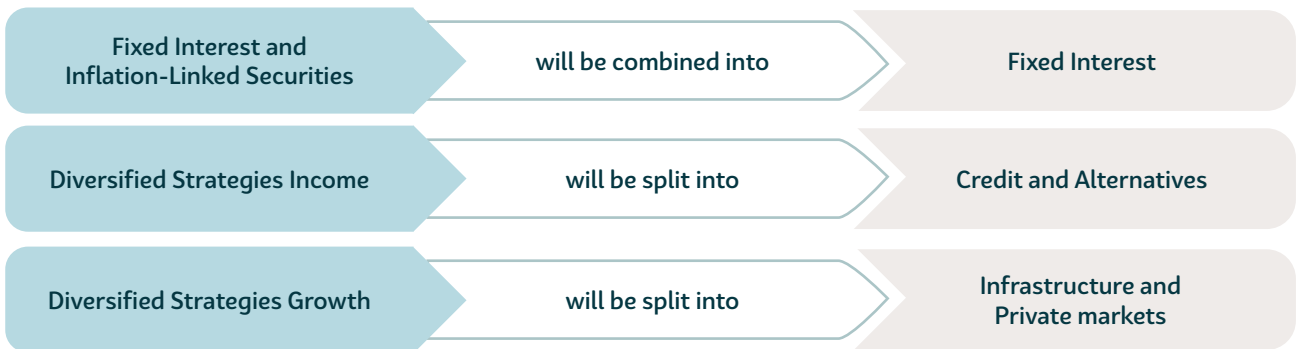 Fixed Interest and
Inflation-Linked Securities
will be combined into
Fixed Interest
Diversified Strategies Income
will be split into
Credit and Alternatives
Diversified Strategies Growth
will be split into
Infrastructure and
Private markets